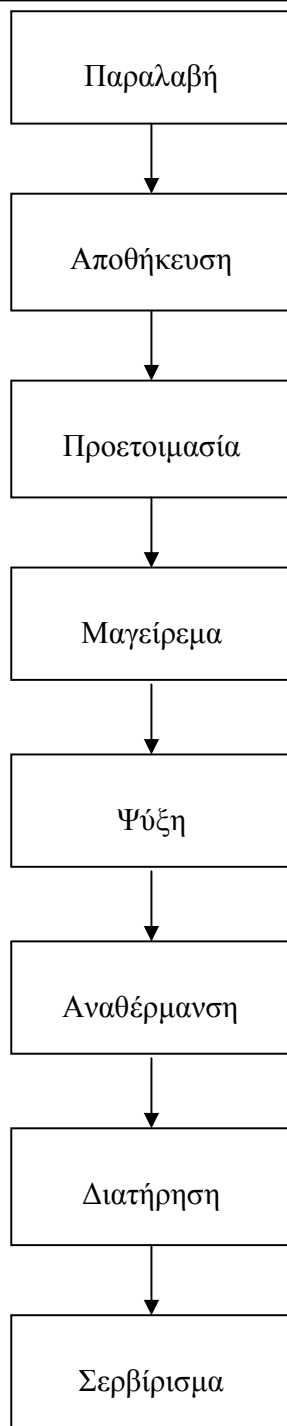 Παραλαβή
Αποθήκευση
Προετοιμασία
Μαγείρεμα
Ψύξη
Αναθέρμανση
Διατήρηση
Σερβίρισμα